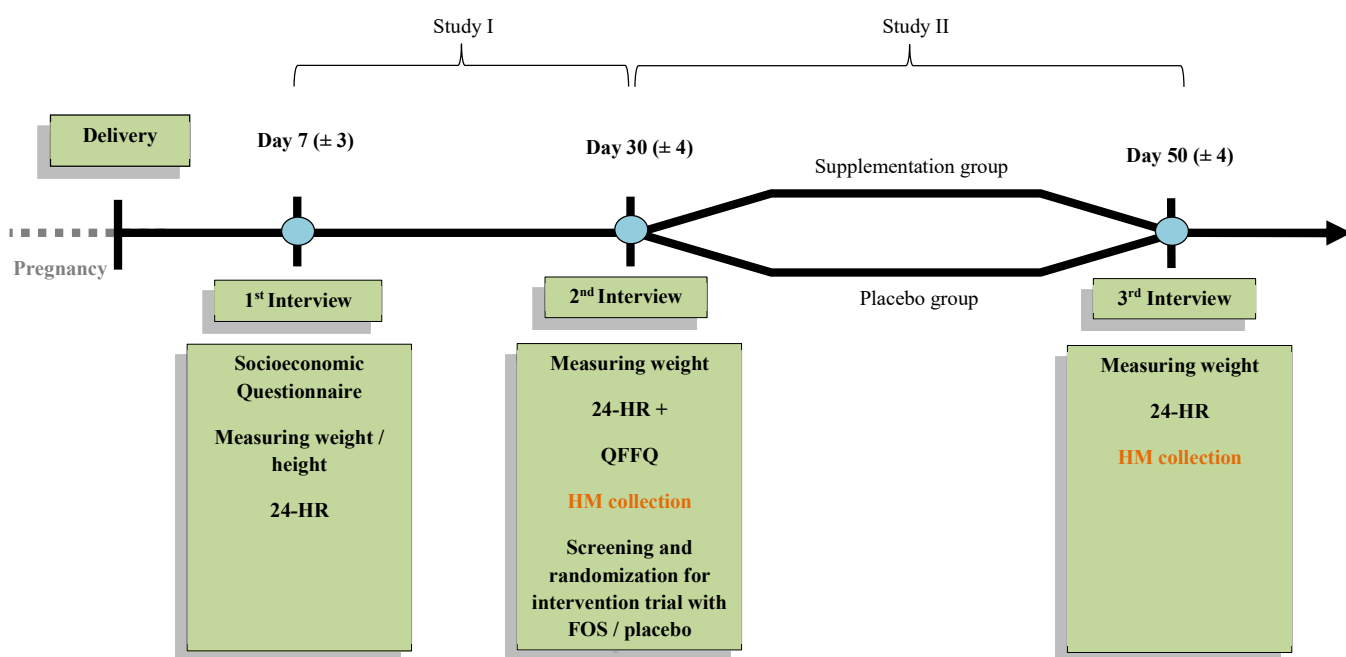 Study I
Study II
Delivery
Day 7 (± 3)
Day 30 (± 4)
Day 50 (± 4)
Supplementation group
Pregnancy
Placebo group
1st Interview
2nd Interview
3rd Interview
Socioeconomic
Questionnaire
Measuring weight /
height
24-HR
Measuring weight
24-HR +
QFFQ
HM collection
Screening and
randomization for
intervention trial with
FOS / placebo
Measuring weight
24-HR
HM collection